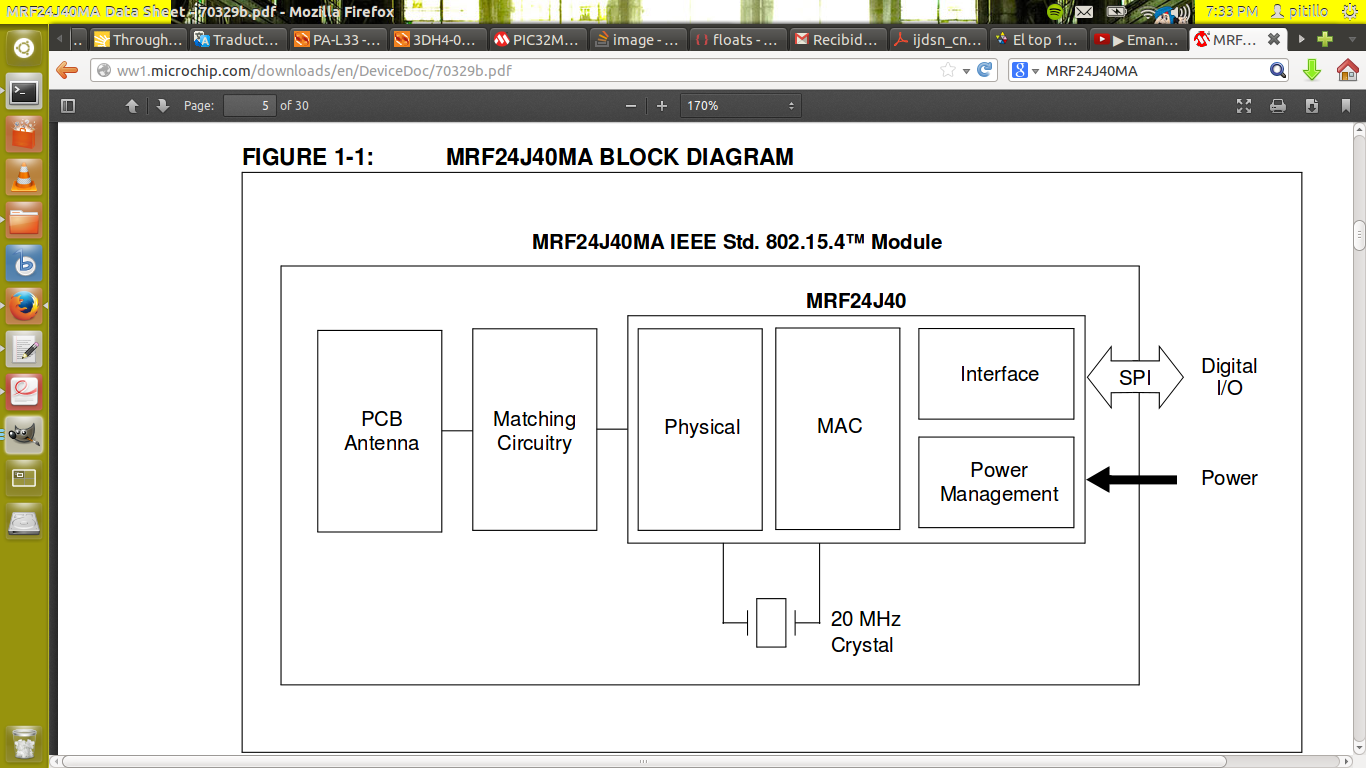 MRF24J40MA Data Sheet - 70329b.pdf - Mozilla Firefox
7:33 PM pitillo
.. Through... Traduct... PA-L33 -... 3DH4-0... PIC32M... image - ... floats - ... Recibid... ijdsn_cn... El top 1... ▶ Eman... MRF...
ww1.microchip.com/downloads/en/DeviceDoc/70329b.pdf
MRF24J40MA
Page: 5 of 30
170%
FIGURE 1-1: MRF24J40MA BLOCK DIAGRAM
MRF24J40MA IEEE Std. 802.15.4™ Module
MRF24J40
PCB
Antenna
Matching
Circuitry
Physical
MAC
Interface
SPI
Digital
I/O
Power
Management
Power
20 MHz
Crystal